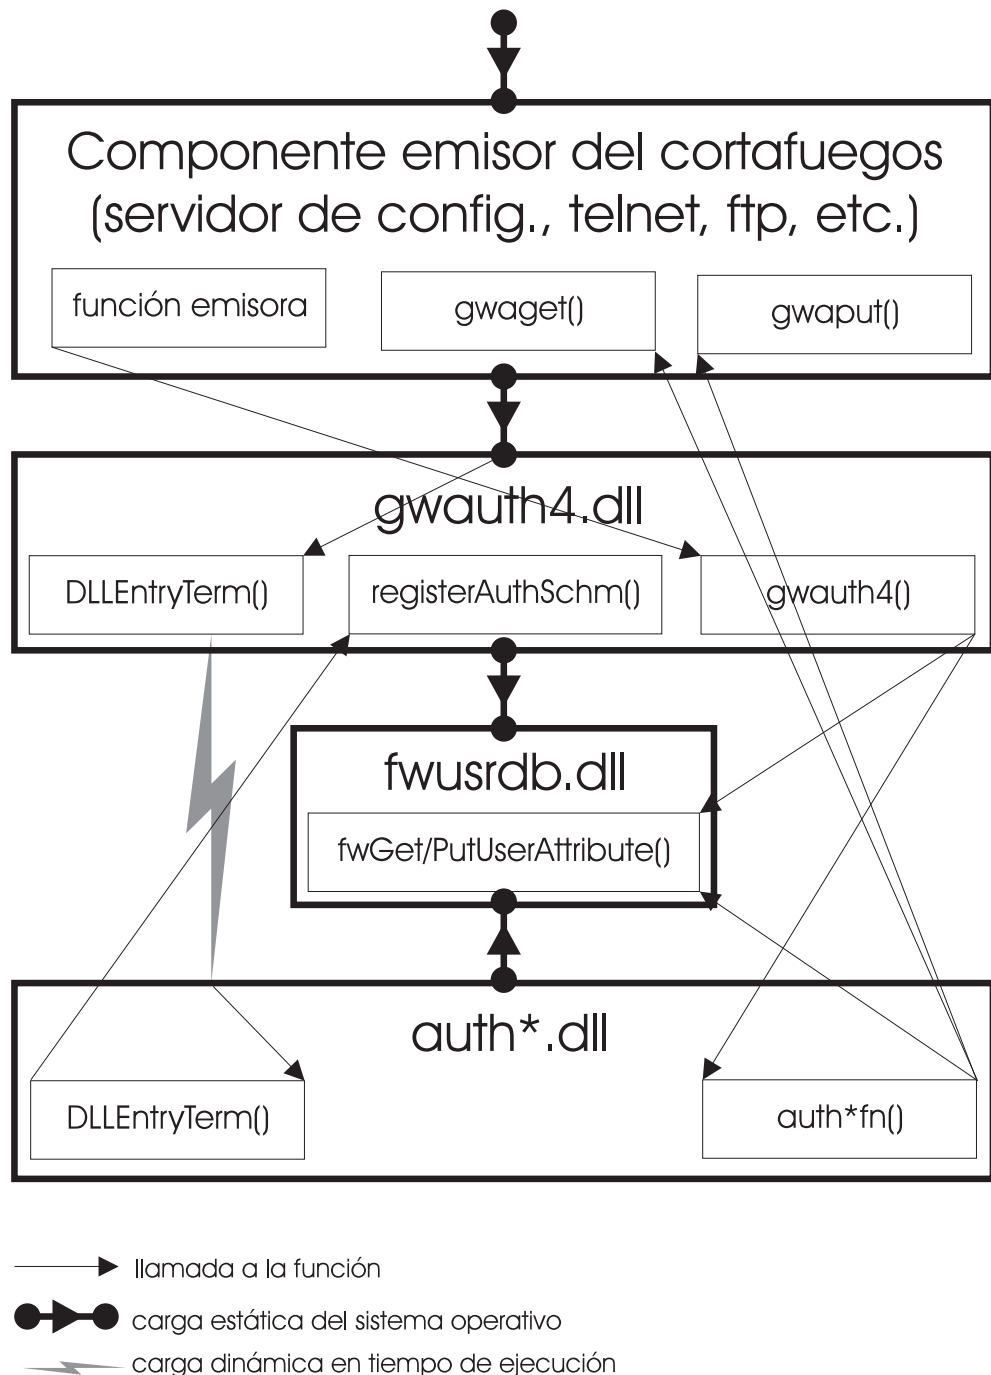 Componente emisor del cortafuegos
(servidor de config., telnet, ftp, etc.)
función emisora
gwaget()
gwaput()
gwauth4.dll
DLLEntryTerm()
registerAuthSchm()
gwauth4()
fwusrdb.dll
fwGet/PutUserAttribute()
auth*.dll
DLLEntryTerm()
auth*fn()
llamada a la función
carga estática del sistema operativo
carga dinámica en tiempo de ejecución